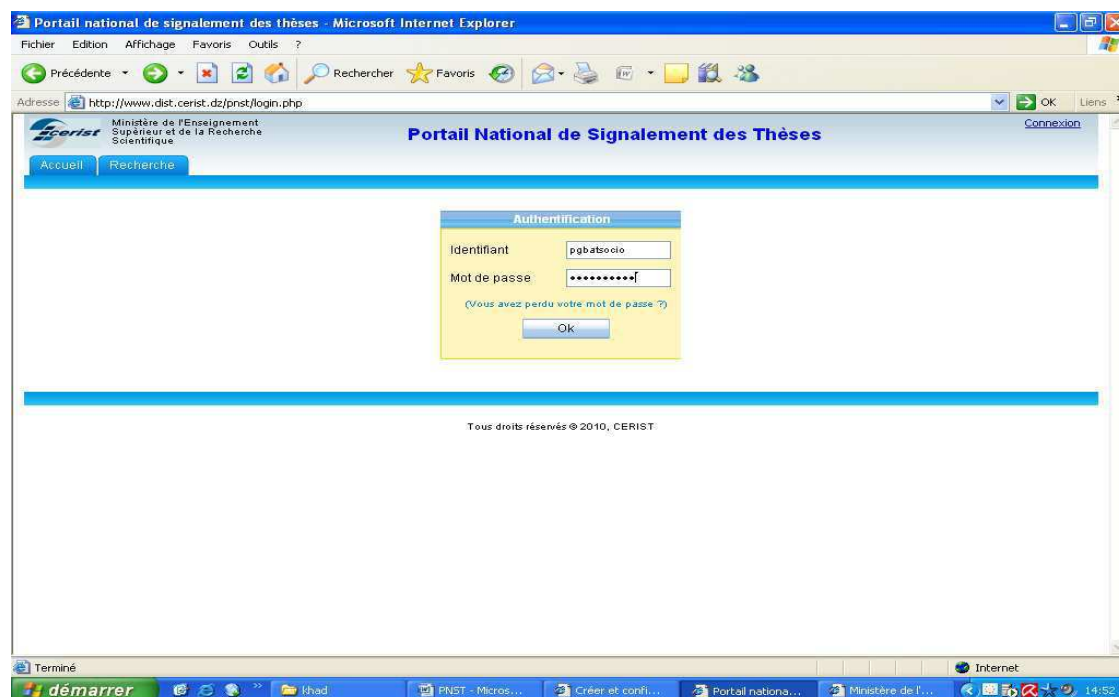 Portail national de signalement des thèses - Microsoft Internet Explorer
Fichier Edition Affichage Favoris Outils ?
Précédente Rechercher Favoris
Adresse http://www.dist.cerist.dz/pnst/login.php OK Liens
Cerist Ministère de l'Enseignement
Supérieur et de la Recherche
Scientifique
Portail National de Signalement des Thèses
Connexion
Accueil Recherche
Authentification
Identifiant pgbatsocio
Mot de passe ••••••••••
(Vous avez perdu votre mot de passe ?)
Ok
Tous droits réservés © 2010, CERIST
Terminé Internet
démarrer khad PNST - Micros... Créer et confi... Portail nationa... Ministère de l'... 14:52